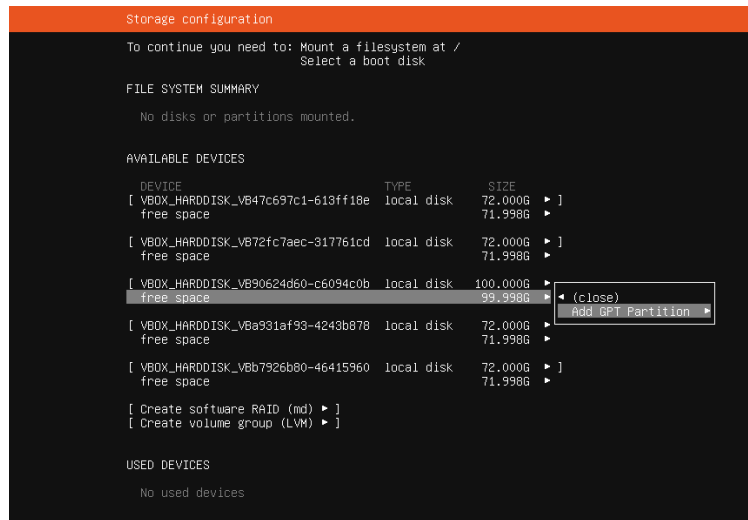 Storage configuration
To continue you need to: Mount a filesystem at /
Select a boot disk
FILE SYSTEM SUMMARY
No disks or partitions mounted.
AVAILABLE DEVICES
DEVICE TYPE SIZE
[ VBOX_HARDDISK_VB47c697c1-613ff18e local disk 72.000G ► ]
free space 71.998G ►
[ VBOX_HARDDISK_VB72fc7aec-317761cd local disk 72.000G ► ]
free space 71.998G ►
[ VBOX_HARDDISK_VB90624d60-c6094c0b local disk 100.000G ►
free space 99.998G ► ◄ (close)
Add GPT Partition ►
[ VBOX_HARDDISK_VBa931af93-4243b878 local disk 72.000G ►
free space 71.998G ►
[ VBOX_HARDDISK_VBb7926b80-46415960 local disk 72.000G ► ]
free space 71.998G ►
[ Create software RAID (md) ► ]
[ Create volume group (LVM) ► ]
USED DEVICES
No used devices